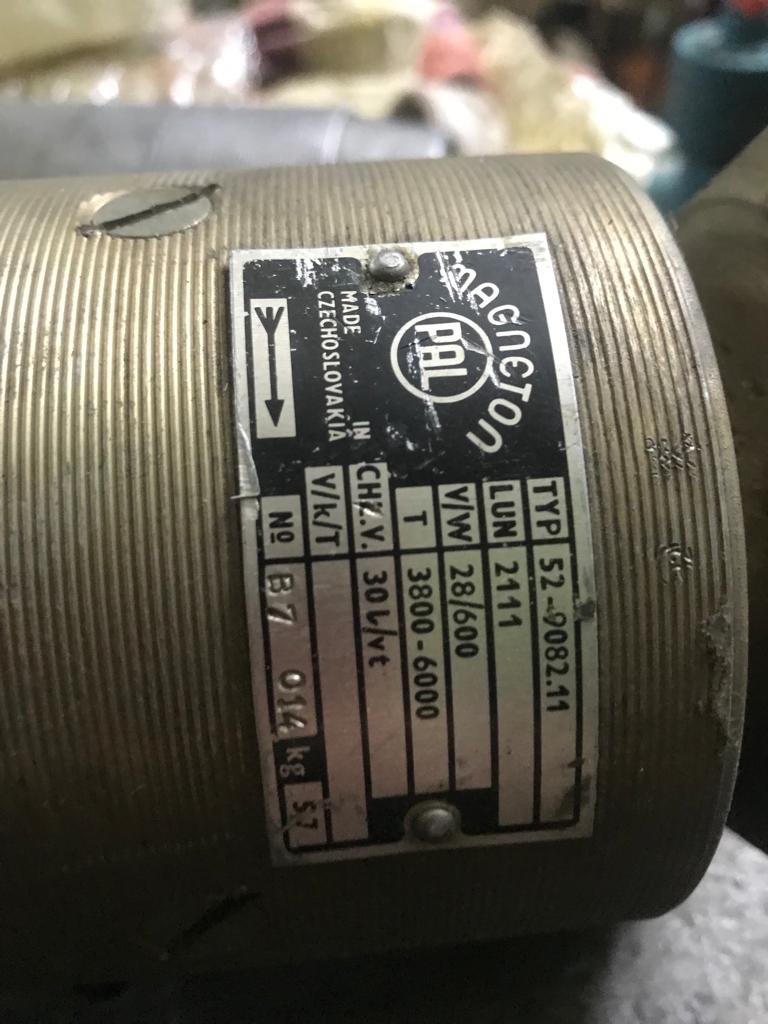 MAGNETON
PAL
MADE IN
CZECHOSLOVAKIA
TYP 52-9082.11
LUN 2111
V/W 28/600
T 3800-6000
CHL.V. 30 l/vt
V/k/T
Nº B7 014 kg 5,7